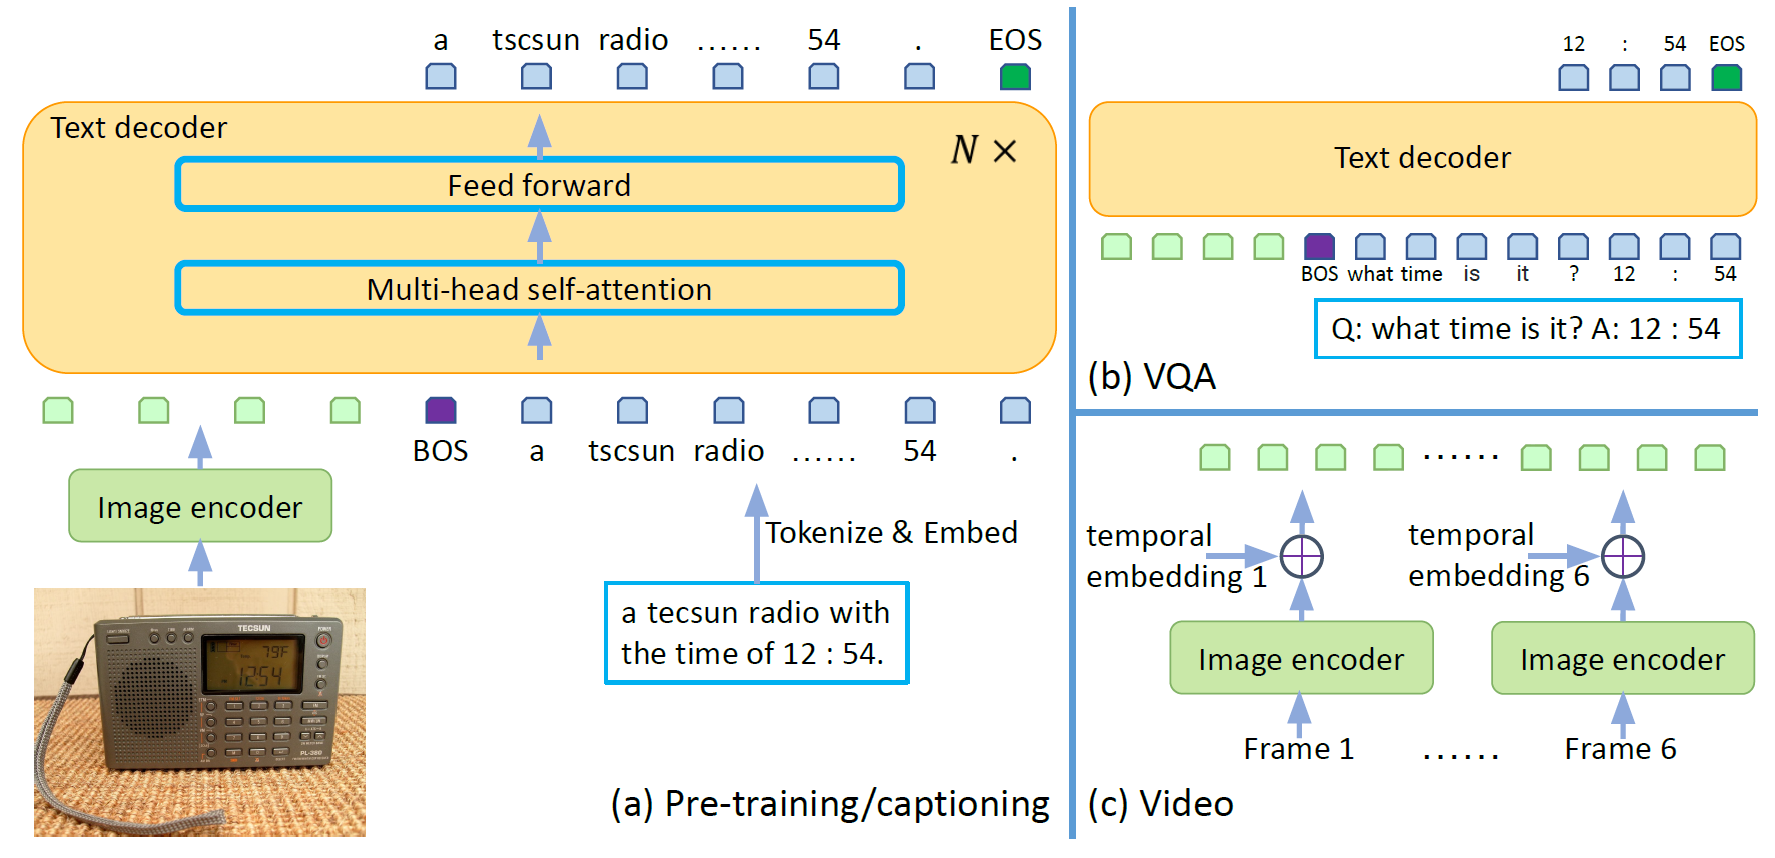 a tscsun radio ...... 54 . EOS
Text decoder
N ×
Feed forward
Multi-head self-attention
BOS a tscsun radio ...... 54 .
Image encoder
Tokenize & Embed
a tecsun radio with
the time of 12 : 54.
TECSUN
POWER
79F
12:54
PL-380
(a) Pre-training/captioning
12 : 54 EOS
Text decoder
BOS what time is it ? 12 : 54
Q: what time is it? A: 12 : 54
(b) VQA
......
temporal
embedding 1
temporal
embedding 6
Image encoder
Image encoder
Frame 1 ...... Frame 6
(c) Video